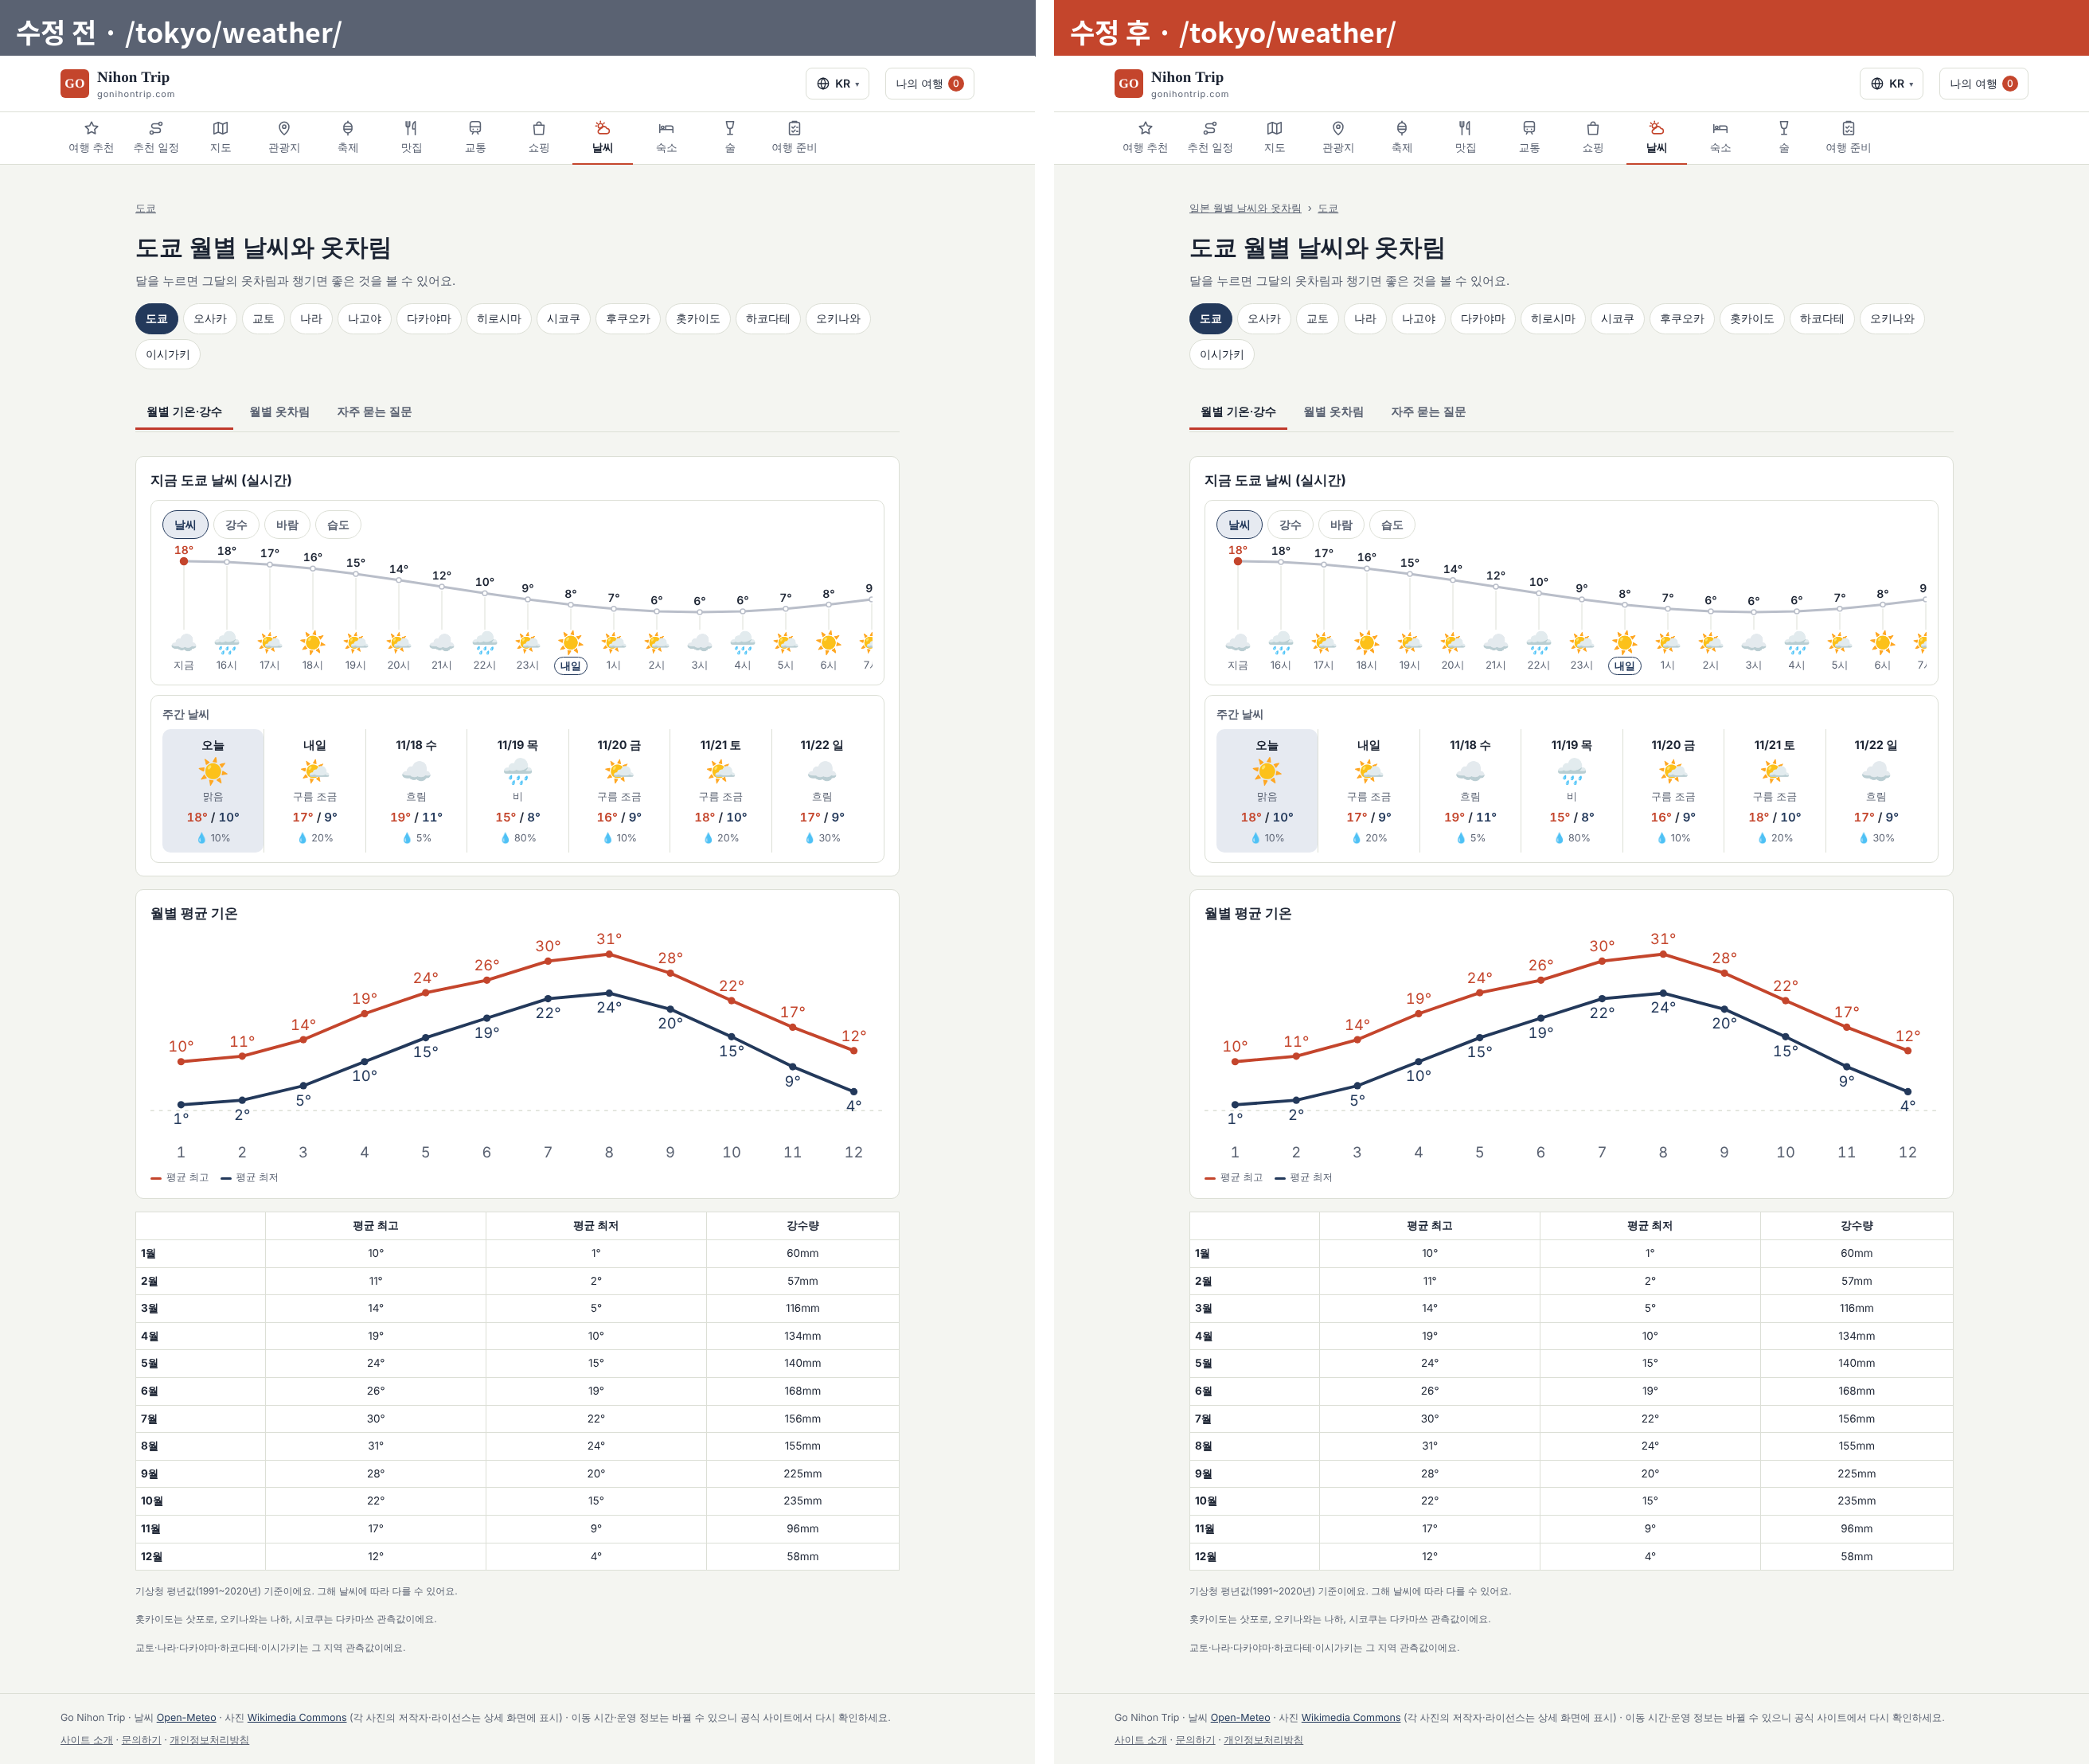 수정 전 · /tokyo/weather/
GO Nihon Trip
gonihontrip.com
KR ▾ 나의 여행 0
여행 추천 추천 일정 지도 관광지 축제 맛집 교통 쇼핑 날씨 숙소 술 여행 준비
도쿄
도쿄 월별 날씨와 옷차림
달을 누르면 그달의 옷차림과 챙기면 좋은 것을 볼 수 있어요.
도쿄 오사카 교토 나라 나고야 다카야마 히로시마 시코쿠 후쿠오카 홋카이도 하코다테 오키나와
이시가키
월별 기온·강수 월별 옷차림 자주 묻는 질문
지금 도쿄 날씨 (실시간)
날씨 강수 바람 습도
18° 18° 17° 16° 15° 14° 12° 10° 9° 8° 7° 6° 6° 6° 7° 8° 9
지금 16시 17시 18시 19시 20시 21시 22시 23시 내일 1시 2시 3시 4시 5시 6시 7
주간 날씨
오늘 내일 11/18 수 11/19 목 11/20 금 11/21 토 11/22 일
맑음 구름 조금 흐림 비 구름 조금 구름 조금 흐림
18° / 10° 17° / 9° 19° / 11° 15° / 8° 16° / 9° 18° / 10° 17° / 9°
10% 20% 5% 80% 10% 20% 30%
월별 평균 기온
10° 11° 14° 19° 24° 26° 30° 31° 28° 22° 17° 12°
1° 2° 5° 10° 15° 19° 22° 24° 20° 15° 9° 4°
1 2 3 4 5 6 7 8 9 10 11 12
평균 최고 평균 최저
평균 최고 평균 최저 강수량
1월 10° 1° 60mm
2월 11° 2° 57mm
3월 14° 5° 116mm
4월 19° 10° 134mm
5월 24° 15° 140mm
6월 26° 19° 168mm
7월 30° 22° 156mm
8월 31° 24° 155mm
9월 28° 20° 225mm
10월 22° 15° 235mm
11월 17° 9° 96mm
12월 12° 4° 58mm
기상청 평년값(1991~2020년) 기준이에요. 그해 날씨에 따라 다를 수 있어요.
홋카이도는 삿포로, 오키나와는 나하, 시코쿠는 다카마쓰 관측값이에요.
교토·나라·다카야마·하코다테·이시가키는 그 지역 관측값이에요.
Go Nihon Trip · 날씨 Open-Meteo · 사진 Wikimedia Commons (각 사진의 저작자·라이선스는 상세 화면에 표시) · 이동 시간·운영 정보는 바뀔 수 있으니 공식 사이트에서 다시 확인하세요.
사이트 소개 · 문의하기 · 개인정보처리방침
수정 후 · /tokyo/weather/
GO Nihon Trip
gonihontrip.com
KR ▾ 나의 여행 0
여행 추천 추천 일정 지도 관광지 축제 맛집 교통 쇼핑 날씨 숙소 술 여행 준비
일본 월별 날씨와 옷차림 › 도쿄
도쿄 월별 날씨와 옷차림
달을 누르면 그달의 옷차림과 챙기면 좋은 것을 볼 수 있어요.
도쿄 오사카 교토 나라 나고야 다카야마 히로시마 시코쿠 후쿠오카 홋카이도 하코다테 오키나와
이시가키
월별 기온·강수 월별 옷차림 자주 묻는 질문
지금 도쿄 날씨 (실시간)
날씨 강수 바람 습도
18° 18° 17° 16° 15° 14° 12° 10° 9° 8° 7° 6° 6° 6° 7° 8° 9
지금 16시 17시 18시 19시 20시 21시 22시 23시 내일 1시 2시 3시 4시 5시 6시 7
주간 날씨
오늘 내일 11/18 수 11/19 목 11/20 금 11/21 토 11/22 일
맑음 구름 조금 흐림 비 구름 조금 구름 조금 흐림
18° / 10° 17° / 9° 19° / 11° 15° / 8° 16° / 9° 18° / 10° 17° / 9°
10% 20% 5% 80% 10% 20% 30%
월별 평균 기온
10° 11° 14° 19° 24° 26° 30° 31° 28° 22° 17° 12°
1° 2° 5° 10° 15° 19° 22° 24° 20° 15° 9° 4°
1 2 3 4 5 6 7 8 9 10 11 12
평균 최고 평균 최저
평균 최고 평균 최저 강수량
1월 10° 1° 60mm
2월 11° 2° 57mm
3월 14° 5° 116mm
4월 19° 10° 134mm
5월 24° 15° 140mm
6월 26° 19° 168mm
7월 30° 22° 156mm
8월 31° 24° 155mm
9월 28° 20° 225mm
10월 22° 15° 235mm
11월 17° 9° 96mm
12월 12° 4° 58mm
기상청 평년값(1991~2020년) 기준이에요. 그해 날씨에 따라 다를 수 있어요.
홋카이도는 삿포로, 오키나와는 나하, 시코쿠는 다카마쓰 관측값이에요.
교토·나라·다카야마·하코다테·이시가키는 그 지역 관측값이에요.
Go Nihon Trip · 날씨 Open-Meteo · 사진 Wikimedia Commons (각 사진의 저작자·라이선스는 상세 화면에 표시) · 이동 시간·운영 정보는 바뀔 수 있으니 공식 사이트에서 다시 확인하세요.
사이트 소개 · 문의하기 · 개인정보처리방침